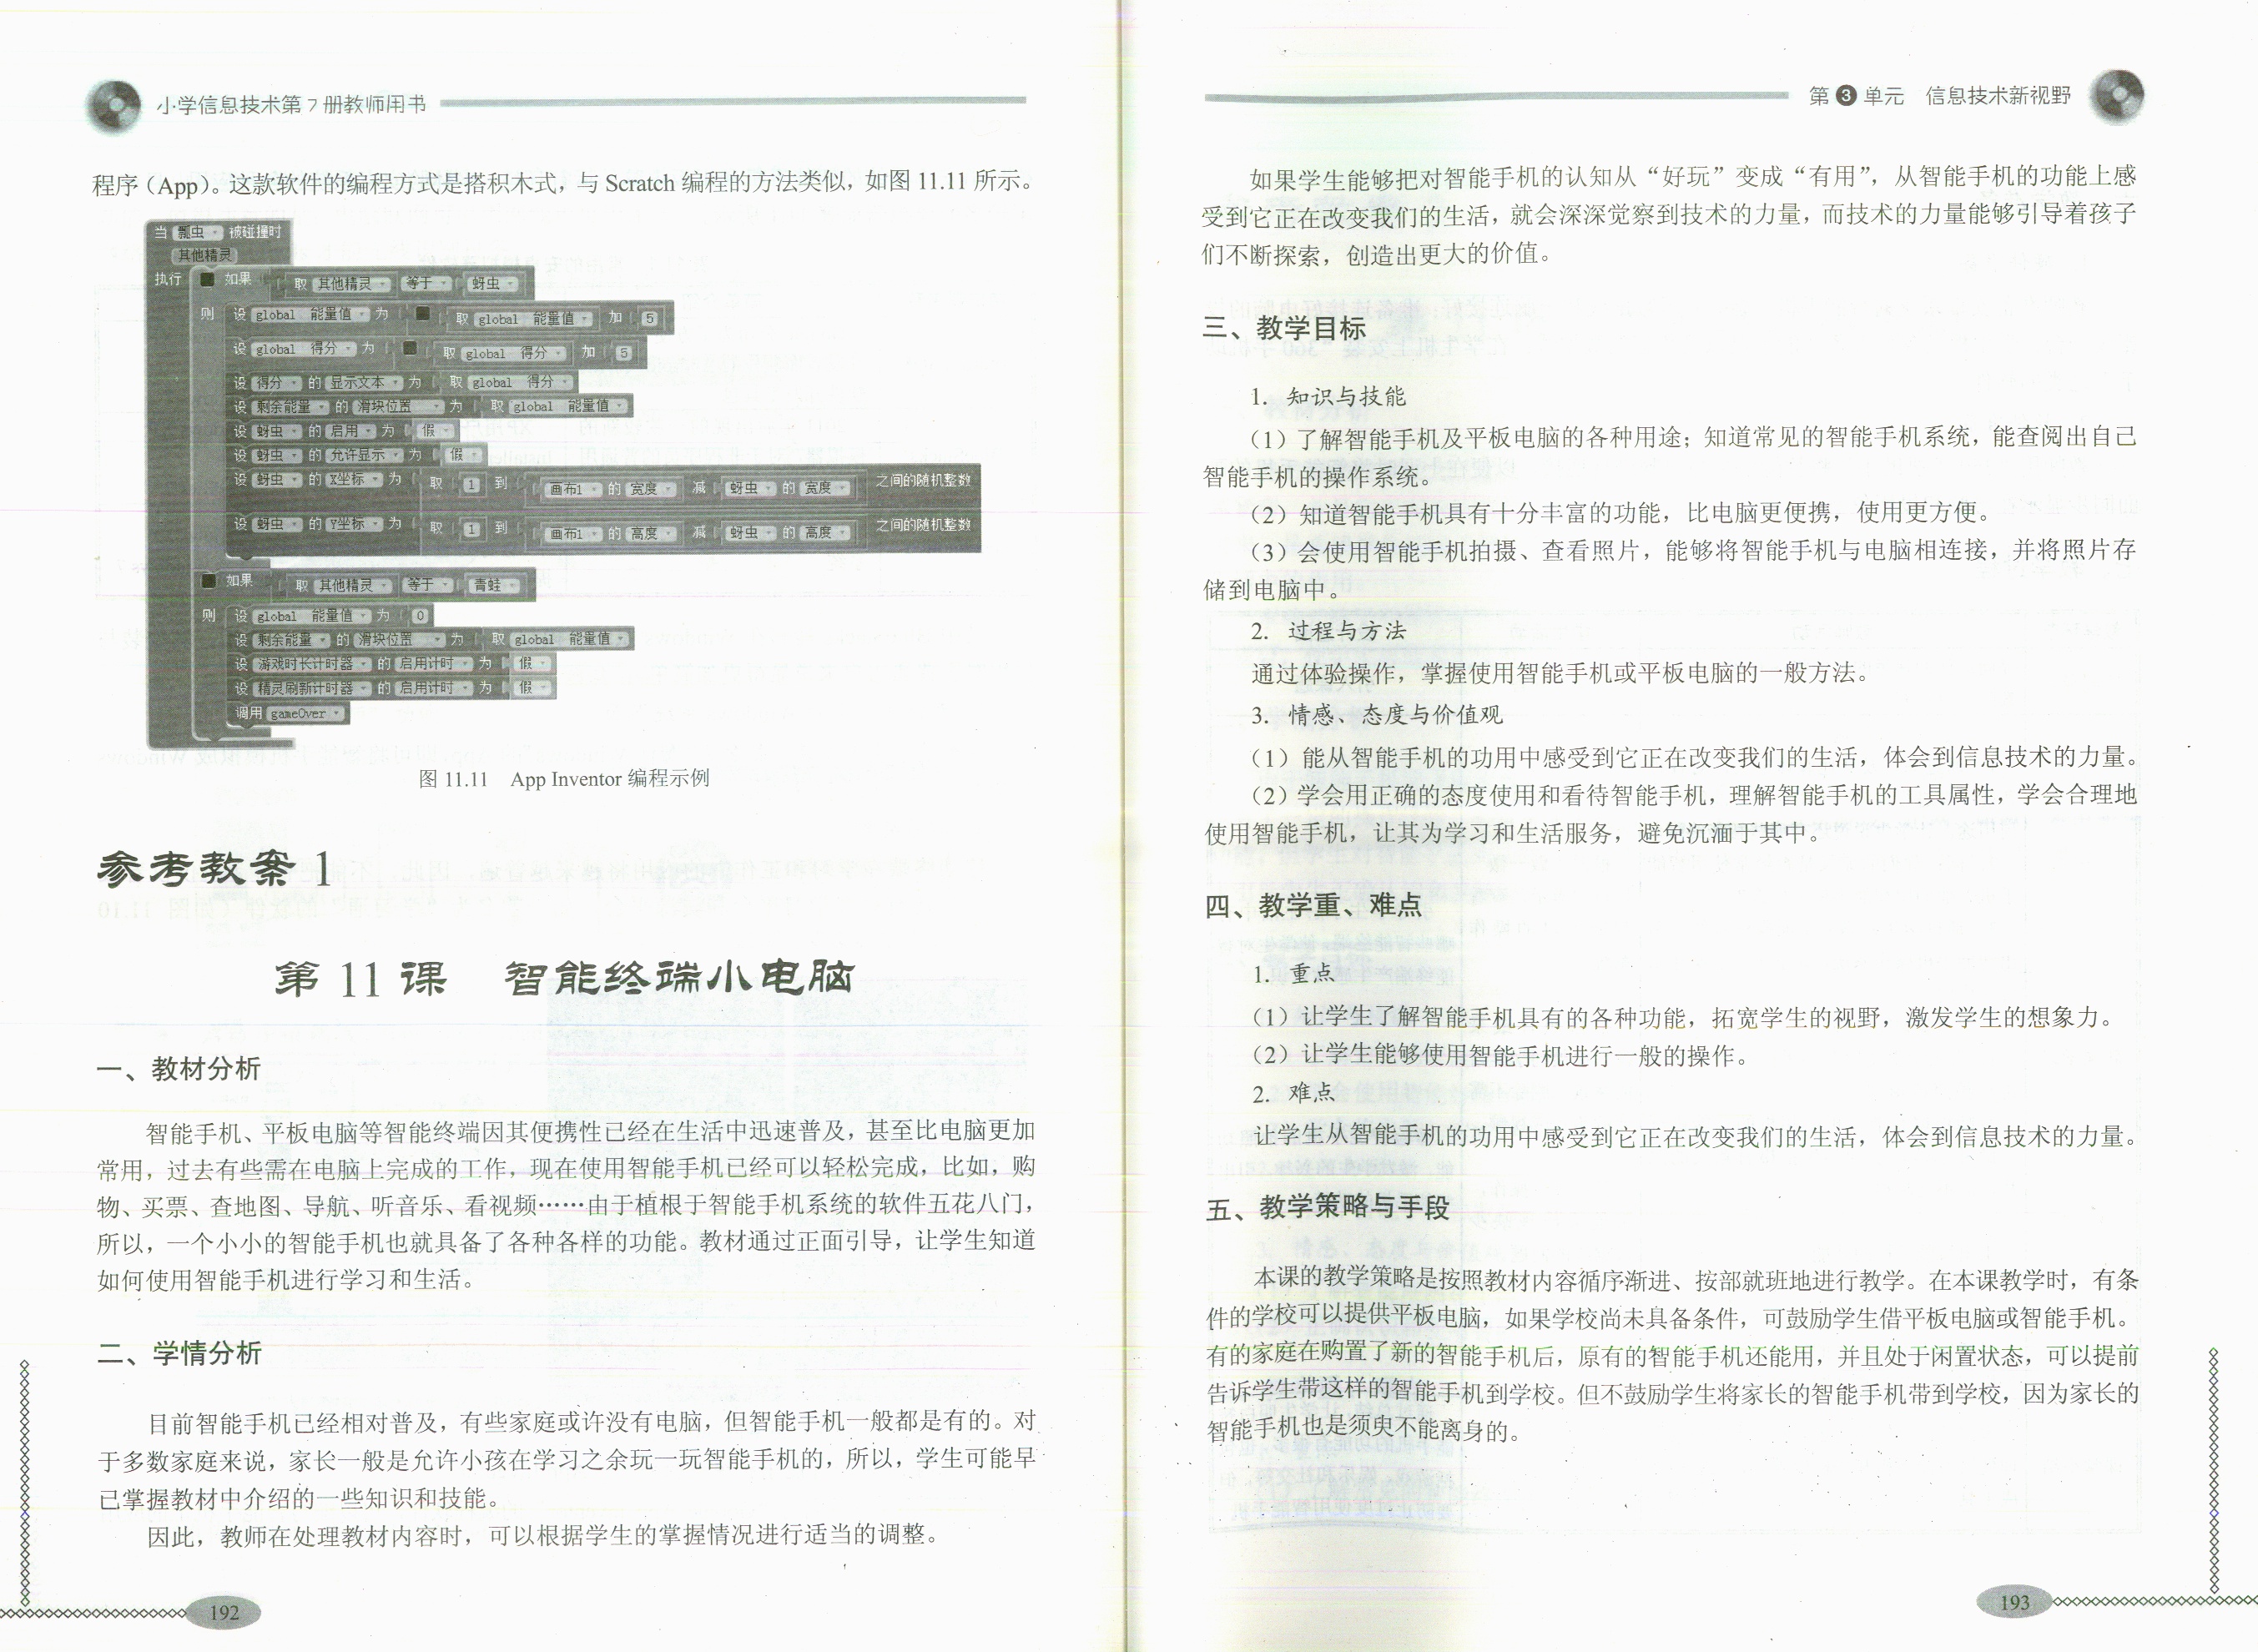 小学信息技术第7册教师用书
程序（App）。这款软件的编程方式是搭积木式，与 Scratch 编程的方法类似，如图 11.11 所示。
当 瓢虫 被碰撞时
其他精灵
执行 如果 取 其他精灵 等于 蚜虫
则 设 global 能量值 为 取 global 能量值 加 5
设 global 得分 为 取 global 得分 加 5
设 得分 的 显示文本 为 取 global 得分
设 剩余能量 的 滑块位置 为 取 global 能量值
设 蚜虫 的 启用 为 假
设 蚜虫 的 允许显示 为 假
设 蚜虫 的 X坐标 为 取 1 到 画布1 的 宽度 减 蚜虫 的 宽度 之间的随机整数
设 蚜虫 的 Y坐标 为 取 1 到 画布1 的 高度 减 蚜虫 的 高度 之间的随机整数
如果 取 其他精灵 等于 青蛙
则 设 global 能量值 为 0
设 剩余能量 的 滑块位置 为 取 global 能量值
设 游戏时长计时器 的 启用计时 为 假
设 精灵刷新计时器 的 启用计时 为 假
调用 gameOver
图 11.11　App Inventor 编程示例
参考教案 1
第 11 课　智能终端小电脑
一、教材分析
智能手机、平板电脑等智能终端因其便携性已经在生活中迅速普及，甚至比电脑更加
常用，过去有些需在电脑上完成的工作，现在使用智能手机已经可以轻松完成，比如，购
物、买票、查地图、导航、听音乐、看视频……由于植根于智能手机系统的软件五花八门，
所以，一个小小的智能手机也就具备了各种各样的功能。教材通过正面引导，让学生知道
如何使用智能手机进行学习和生活。
二、学情分析
目前智能手机已经相对普及，有些家庭或许没有电脑，但智能手机一般都是有的。对
于多数家庭来说，家长一般是允许小孩在学习之余玩一玩智能手机的，所以，学生可能早
已掌握教材中介绍的一些知识和技能。
因此，教师在处理教材内容时，可以根据学生的掌握情况进行适当的调整。
192
第 3 单元　信息技术新视野
如果学生能够把对智能手机的认知从“好玩”变成“有用”，从智能手机的功能上感
受到它正在改变我们的生活，就会深深觉察到技术的力量，而技术的力量能够引导着孩子
们不断探索，创造出更大的价值。
三、教学目标
1. 知识与技能
（1）了解智能手机及平板电脑的各种用途；知道常见的智能手机系统，能查阅出自己
智能手机的操作系统。
（2）知道智能手机具有十分丰富的功能，比电脑更便携，使用更方便。
（3）会使用智能手机拍摄、查看照片，能够将智能手机与电脑相连接，并将照片存
储到电脑中。
2. 过程与方法
通过体验操作，掌握使用智能手机或平板电脑的一般方法。
3. 情感、态度与价值观
（1）能从智能手机的功用中感受到它正在改变我们的生活，体会到信息技术的力量。
（2）学会用正确的态度使用和看待智能手机，理解智能手机的工具属性，学会合理地
使用智能手机，让其为学习和生活服务，避免沉湎于其中。
四、教学重、难点
1. 重点
（1）让学生了解智能手机具有的各种功能，拓宽学生的视野，激发学生的想象力。
（2）让学生能够使用智能手机进行一般的操作。
2. 难点
让学生从智能手机的功用中感受到它正在改变我们的生活，体会到信息技术的力量。
五、教学策略与手段
本课的教学策略是按照教材内容循序渐进、按部就班地进行教学。在本课教学时，有条
件的学校可以提供平板电脑，如果学校尚未具备条件，可鼓励学生借平板电脑或智能手机。
有的家庭在购置了新的智能手机后，原有的智能手机还能用，并且处于闲置状态，可以提前
告诉学生带这样的智能手机到学校。但不鼓励学生将家长的智能手机带到学校，因为家长的
智能手机也是须臾不能离身的。
193